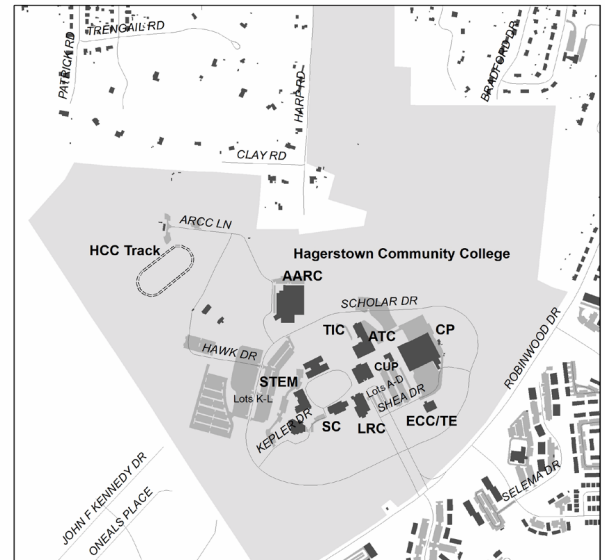 TRENGAIL RD
PATRICK RD
HARP RD
BRADFORD DR
CLAY RD
ARCC LN
HCC Track
Hagerstown Community College
AARC
SCHOLAR DR
TIC
ATC
CP
HAWK DR
CUP
STEM
Lots A-D
Lots K-L
SHEA DR
KEPLER DR
SC
LRC
ECC/TE
ROBINWOOD DR
JOHN F KENNEDY DR
ONEALS PLACE
SELEMA DR